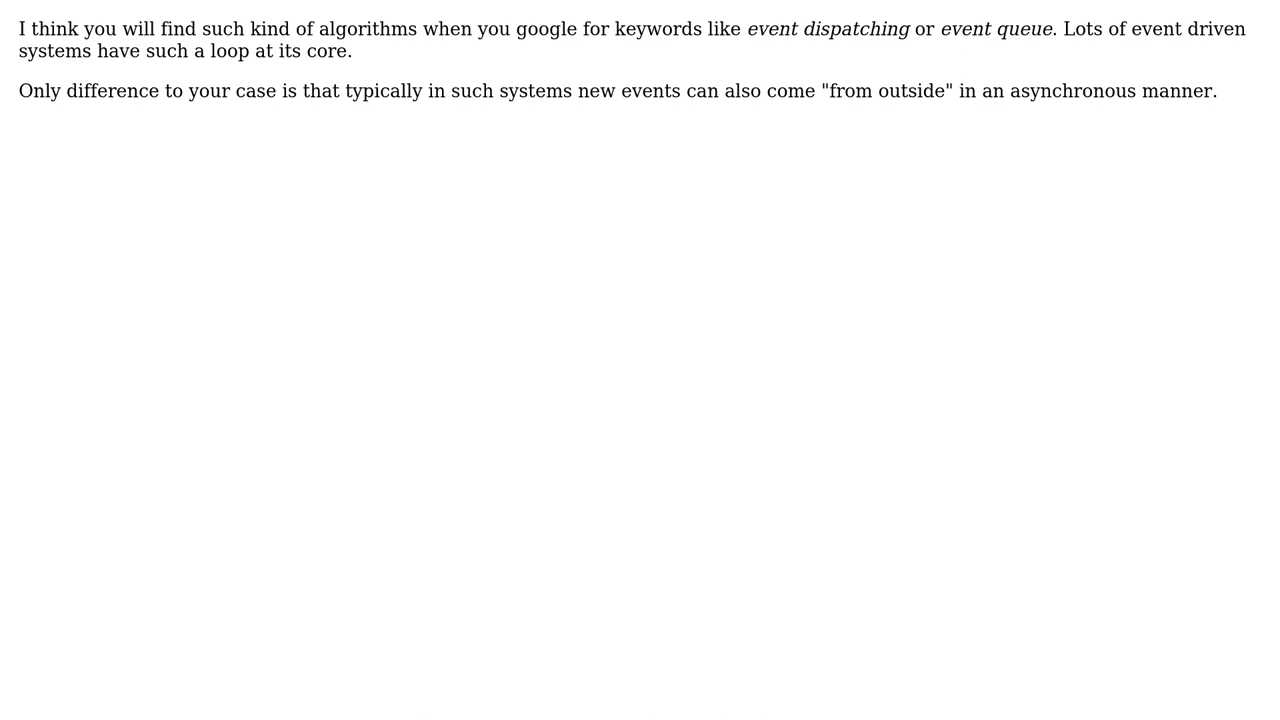 I think you will find such kind of algorithms when you google for keywords like event dispatching or event queue. Lots of event driven
systems have such a loop at its core.
Only difference to your case is that typically in such systems new events can also come "from outside" in an asynchronous manner.